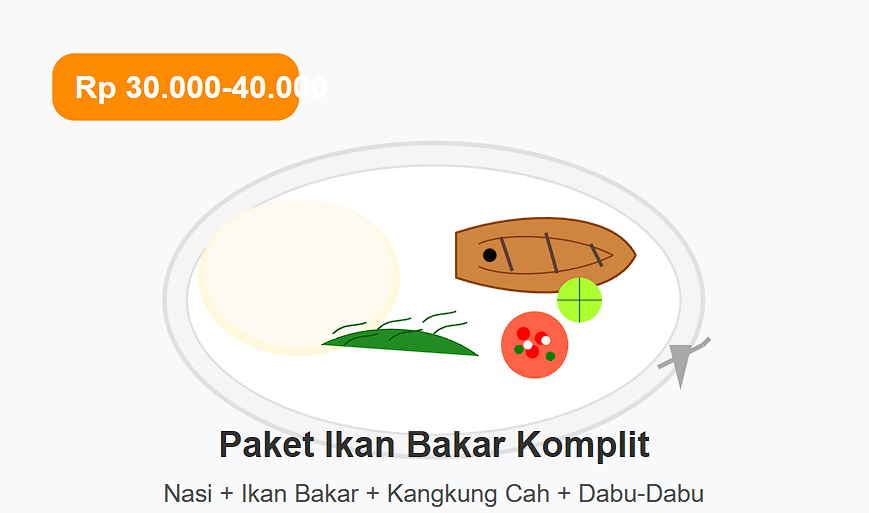 Rp 30.000-40.000
Paket Ikan Bakar Komplit
Nasi + Ikan Bakar + Kangkung Cah + Dabu-Dabu